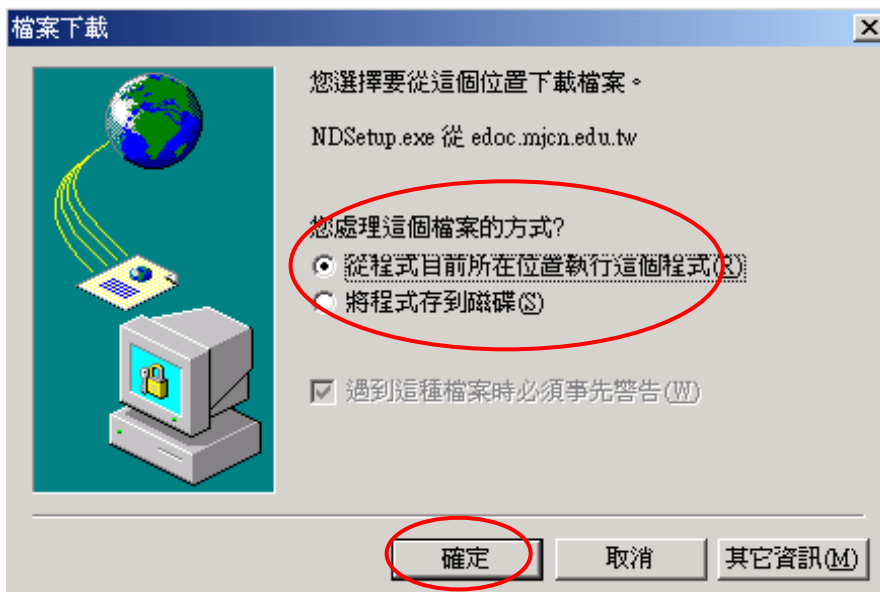 檔案下載
您選擇要從這個位置下載檔案。
NDSetup.exe 從 edoc.mjcn.edu.tw
您處理這個檔案的方式?
從程式目前所在位置執行這個程式(R)
將程式存到磁碟(S)
遇到這種檔案時必須事先警告(W)
確定 取消 其它資訊(M)